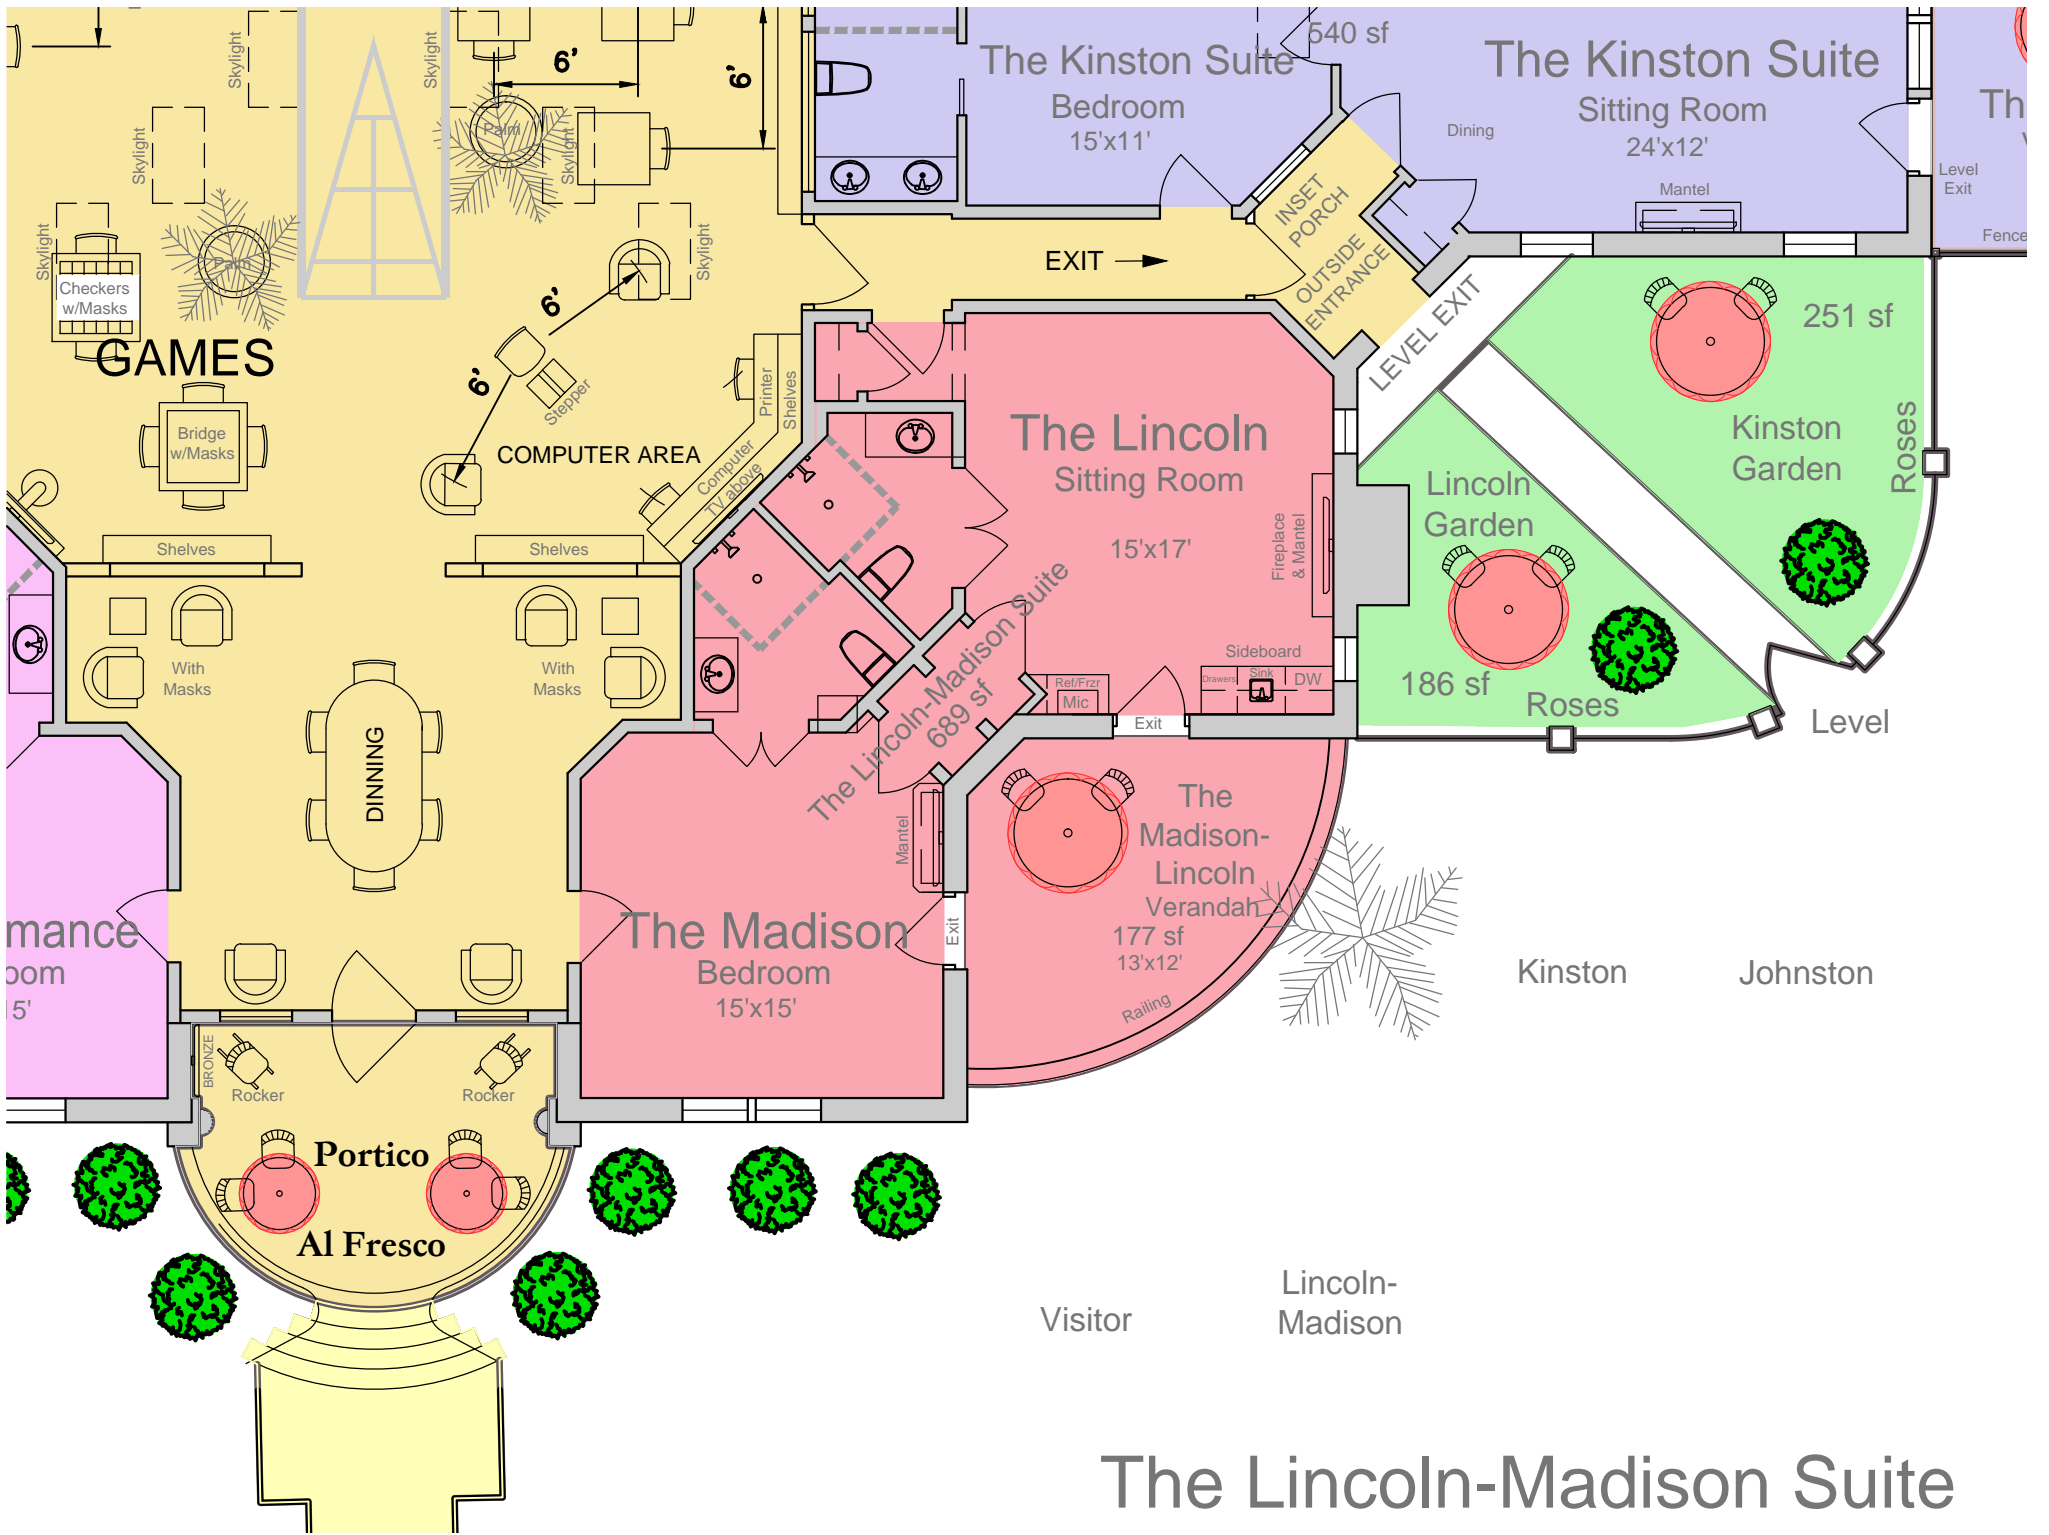 Skylight
Skylight
6'
6'
The Kinston Suite
Bedroom
15'x11'
540 sf
The Kinston Suite
Sitting Room
24'x12'
Dining
Mantel
Th
Level
Exit
Fence
Skylight
Palm
Skylight
Skylight
Palm
Skylight
Checkers
w/Masks
GAMES
6'
6'
Stepper
EXIT
INSET
PORCH
OUTSIDE
ENTRANCE
LEVEL EXIT
251 sf
Kinston
Garden
Roses
Printer
Shelves
Computer
TV above
COMPUTER AREA
Bridge
w/Masks
Shelves
Shelves
The Lincoln
Sitting Room
15'x17'
Fireplace
& Mantel
Lincoln
Garden
186 sf
Roses
Level
With
Masks
With
Masks
DINNING
The Lincoln-Madison Suite
689 sf
Sideboard
Drawers
Sink
DW
Ref/Frzr
Mic
Exit
Mantel
The
Madison-
Lincoln
Verandah
177 sf
13'x12'
Railing
mance
oom
15'
The Madison
Bedroom
15'x15'
Exit
Kinston
Johnston
BRONZE
Rocker
Rocker
Portico
Al Fresco
Visitor
Lincoln-
Madison
The Lincoln-Madison Suite